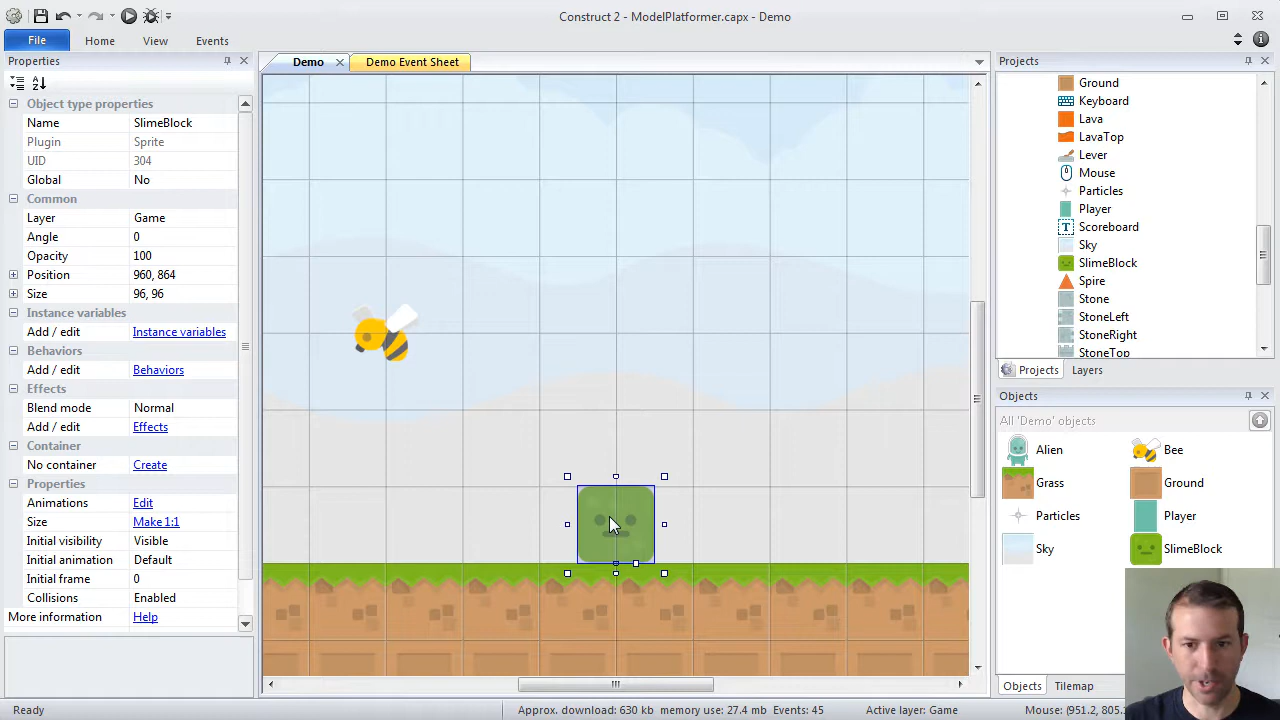 Construct 2 - ModelPlatformer.capx - Demo
File Home View Events
Properties
Object type properties
Name SlimeBlock
Plugin Sprite
UID 304
Global No
Common
Layer Game
Angle 0
Opacity 100
Position 960, 864
Size 96, 96
Instance variables
Add / edit Instance variables
Behaviors
Add / edit Behaviors
Effects
Blend mode Normal
Add / edit Effects
Container
No container Create
Properties
Animations Edit
Size Make 1:1
Initial visibility Visible
Initial animation Default
Initial frame 0
Collisions Enabled
More information Help
Demo Demo Event Sheet
Projects
Ground
Keyboard
Lava
LavaTop
Lever
Mouse
Particles
Player
Scoreboard
Sky
SlimeBlock
Spire
Stone
StoneLeft
StoneRight
StoneTop
Projects Layers
Objects
All 'Demo' objects
Alien Bee
Grass Ground
Particles Player
Sky SlimeBlock
Objects Tilemap
Ready Approx. download: 630 kb memory use: 27.4 mb Events: 45 Active layer: Game Mouse: (951.2, 805.